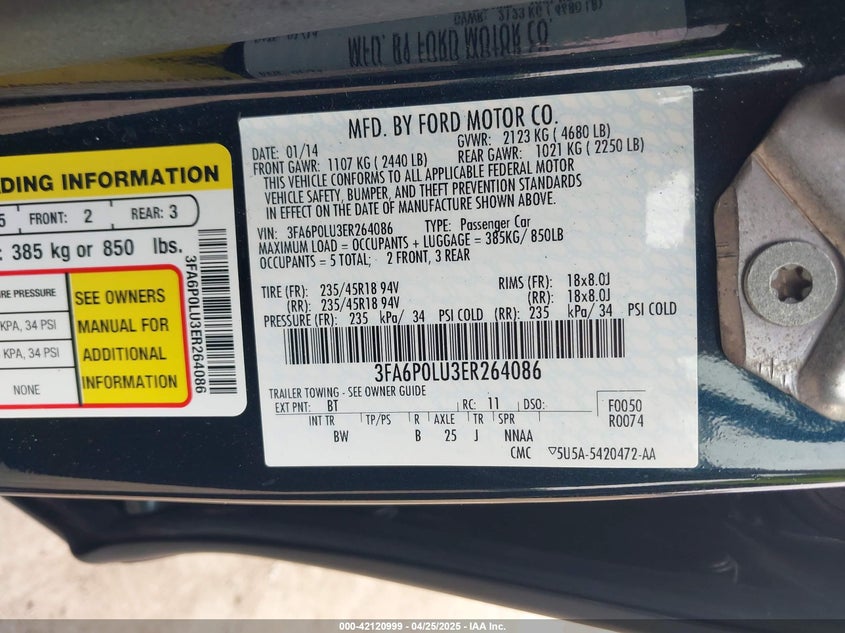 MFD. BY FORD MOTOR CO.
DATE: 01/14
GVWR: 2123 KG ( 4680 LB)
FRONT GAWR: 1107 KG ( 2440 LB)
REAR GAWR: 1021 KG ( 2250 LB)
THIS VEHICLE CONFORMS TO ALL APPLICABLE FEDERAL MOTOR
VEHICLE SAFETY, BUMPER, AND THEFT PREVENTION STANDARDS
IN EFFECT ON THE DATE OF MANUFACTURE SHOWN ABOVE.
VIN: 3FA6P0LU3ER264086 TYPE: Passenger Car
MAXIMUM LOAD = OCCUPANTS + LUGGAGE = 385KG/ 850LB
OCCUPANTS = 5 TOTAL; 2 FRONT, 3 REAR
TIRE (FR): 235/45R18 94V RIMS (FR): 18x8.0J
(RR): 235/45R18 94V (RR): 18x8.0J
PRESSURE (FR): 235 kPa/ 34 PSI COLD (RR): 235 kPa/ 34 PSI COLD
3FA6P0LU3ER264086
TRAILER TOWING - SEE OWNER GUIDE
EXT PNT: BT RC: 11 DSO: F0050
INT TR TP/PS R AXLE TR SPR R0074
BW B 25 J NNAA
CMC 5U5A-5420472-AA
ADING INFORMATION
5 FRONT: 2 REAR: 3
: 385 kg or 850 lbs.
RE PRESSURE
KPA, 34 PSI
KPA, 34 PSI
NONE
SEE OWNERS
MANUAL FOR
ADDITIONAL
INFORMATION
3FA6P0LU3ER264086
000-42120999 - 04/25/2025 - IAA Inc.